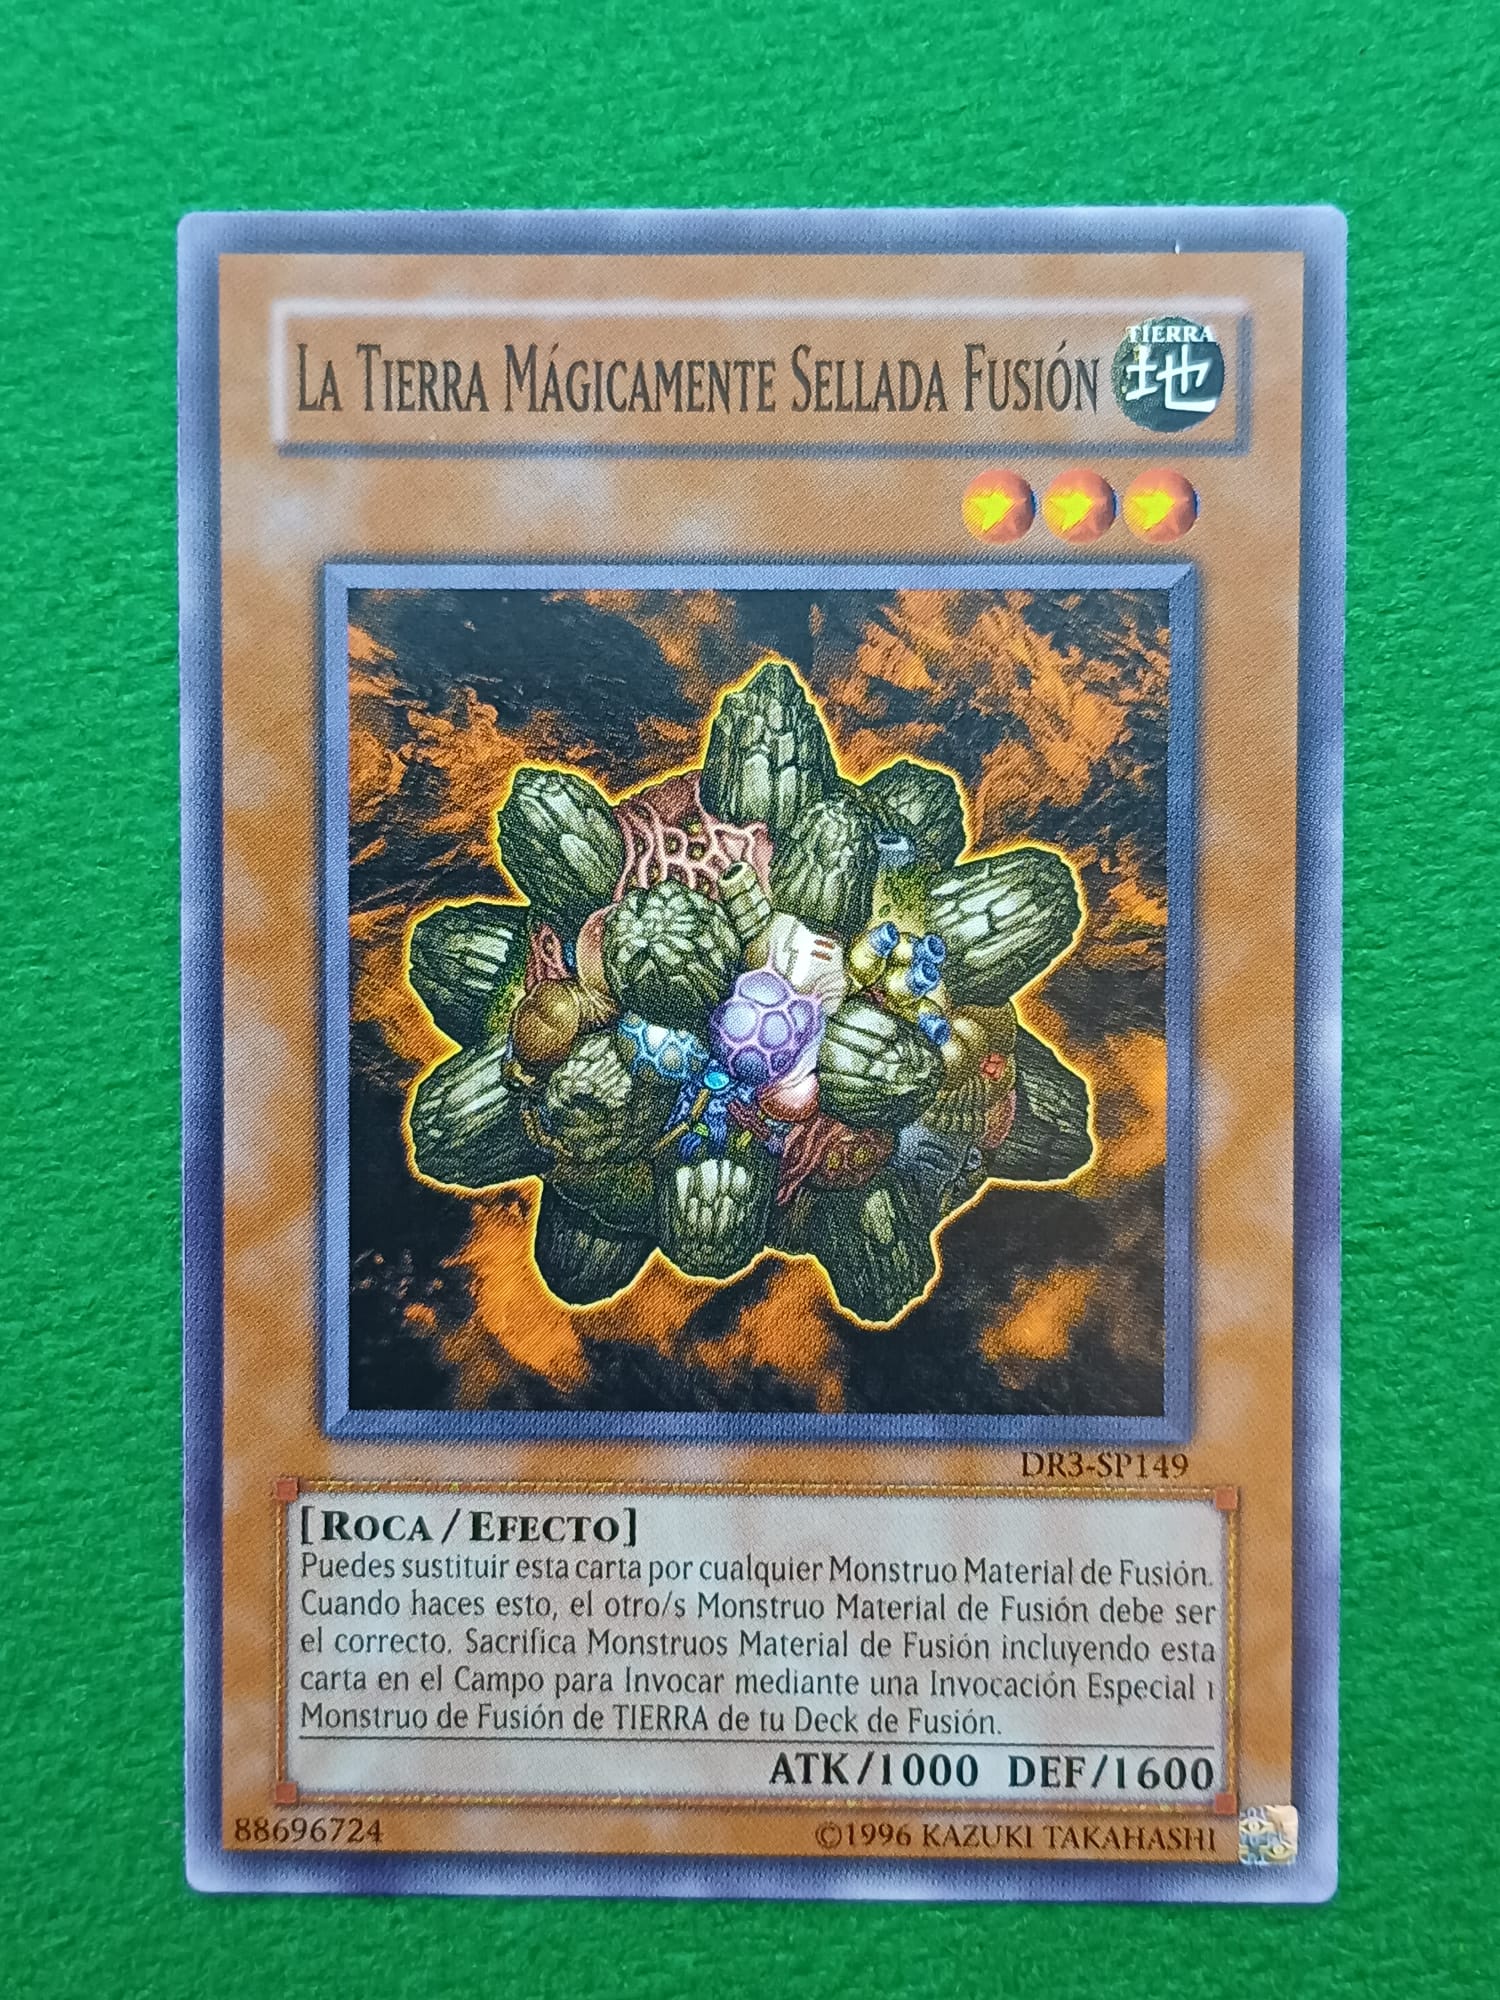 LA TIERRA MÁGICAMENTE SELLADA FUSIÓN
TIERRA
地
DR3-SP149
[ROCA/EFECTO]
Puedes sustituir esta carta por cualquier Monstruo Material de Fusión.
Cuando haces esto, el otro/s Monstruo Material de Fusión debe ser
el correcto. Sacrifica Monstruos Material de Fusión incluyendo esta
carta en el Campo para Invocar mediante una Invocación Especial 1
Monstruo de Fusión de TIERRA de tu Deck de Fusión.
ATK/1000 DEF/1600
88696724
©1996 KAZUKI TAKAHASHI